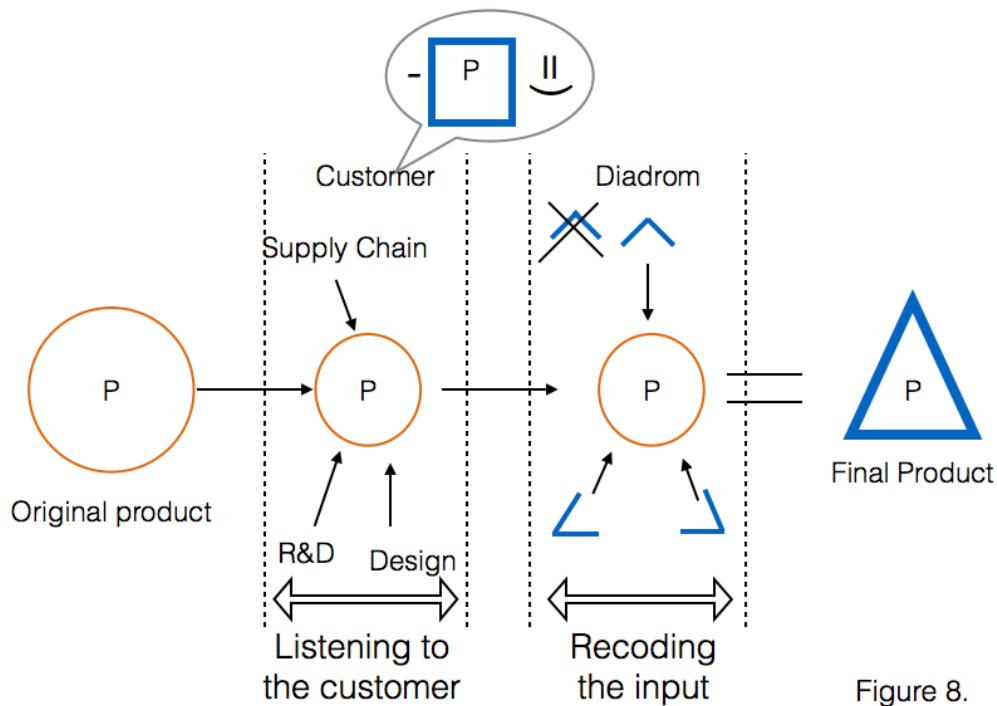 P
Customer
Diadrom
Supply Chain
P
P
P
P
Original product
Final Product
R&D
Design
Listening to
the customer
Recoding
the input
Figure 8.